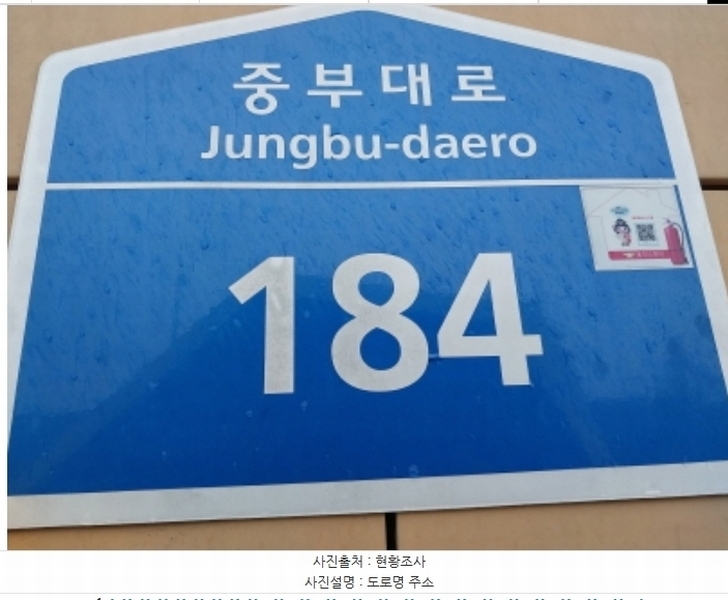 중부대로
Jungbu-daero
184
사진출처 : 현황조사
사진설명 : 도로명 주소